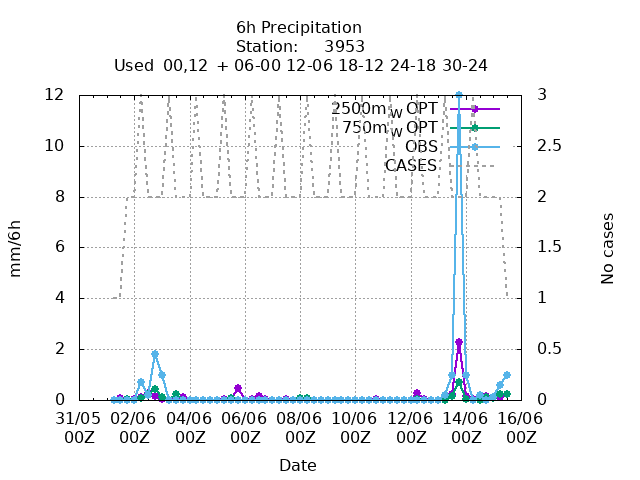 6h Precipitation
Station: 3953
Used 00,12 + 06-00 12-06 18-12 24-18 30-24
12
10
8
6
4
2
0
mm/6h
3
2.5
2
1.5
1
0.5
0
No cases
2500m_W OPT
750m_W OPT
OBS
CASES
31/05 02/06 04/06 06/06 08/06 10/06 12/06 14/06 16/06
00Z 00Z 00Z 00Z 00Z 00Z 00Z 00Z 00Z
Date